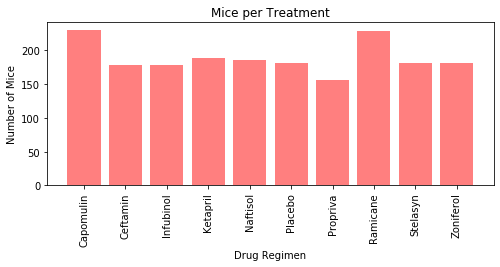 Mice per Treatment
Number of Mice
200
150
100
50
0
Capomulin
Ceftamin
Infubinol
Ketapril
Naftisol
Placebo
Propriva
Ramicane
Stelasyn
Zoniferol
Drug Regimen